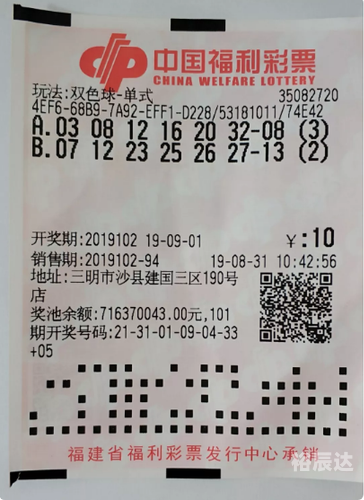 中国福利彩票
CHINA WELFARE LOTTERY
玩法:双色球-单式 35082720
4EF6-68B9-7A92-EFF1-D228/53181011/74E42
A.03 08 12 16 20 32-08 (3)
B.07 12 23 25 26 27-13 (2)
开奖期:2019102 19-09-01 ¥:10
销售期:2019102-94 19-08-31 10:42:56
地址:三明市沙县建国三区190号
店
奖池余额:716370043.00元,101
期开奖号码:21-31-01-09-04-33
+05
福建省福利彩票发行中心承销
裕辰达